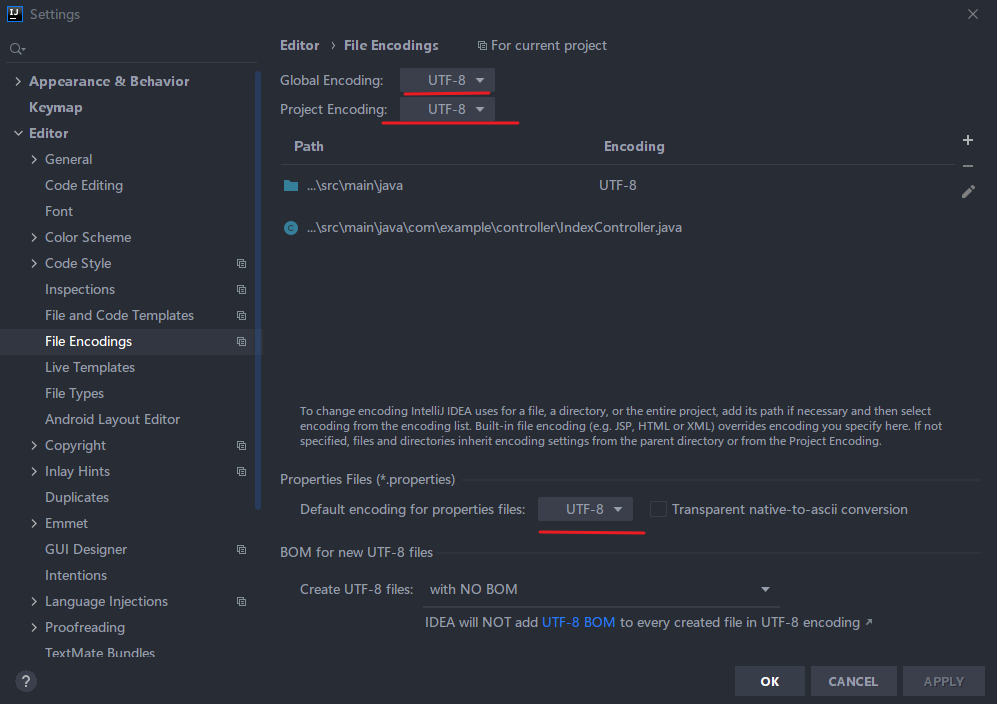 IJ Settings
Editor › File Encodings For current project
Appearance & Behavior
Keymap
Editor
General
Code Editing
Font
Color Scheme
Code Style
Inspections
File and Code Templates
File Encodings
Live Templates
File Types
Android Layout Editor
Copyright
Inlay Hints
Duplicates
Emmet
GUI Designer
Intentions
Language Injections
Proofreading
TextMate Bundles
Global Encoding: UTF-8
Project Encoding: UTF-8
Path Encoding
...\src\main\java UTF-8
C ...\src\main\java\com\example\controller\IndexController.java
To change encoding IntelliJ IDEA uses for a file, a directory, or the entire project, add its path if necessary and then select
encoding from the encoding list. Built-in file encoding (e.g. JSP, HTML or XML) overrides encoding you specify here. If not
specified, files and directories inherit encoding settings from the parent directory or from the Project Encoding.
Properties Files (*.properties)
Default encoding for properties files: UTF-8 Transparent native-to-ascii conversion
BOM for new UTF-8 files
Create UTF-8 files: with NO BOM
IDEA will NOT add UTF-8 BOM to every created file in UTF-8 encoding ↗
? OK CANCEL APPLY